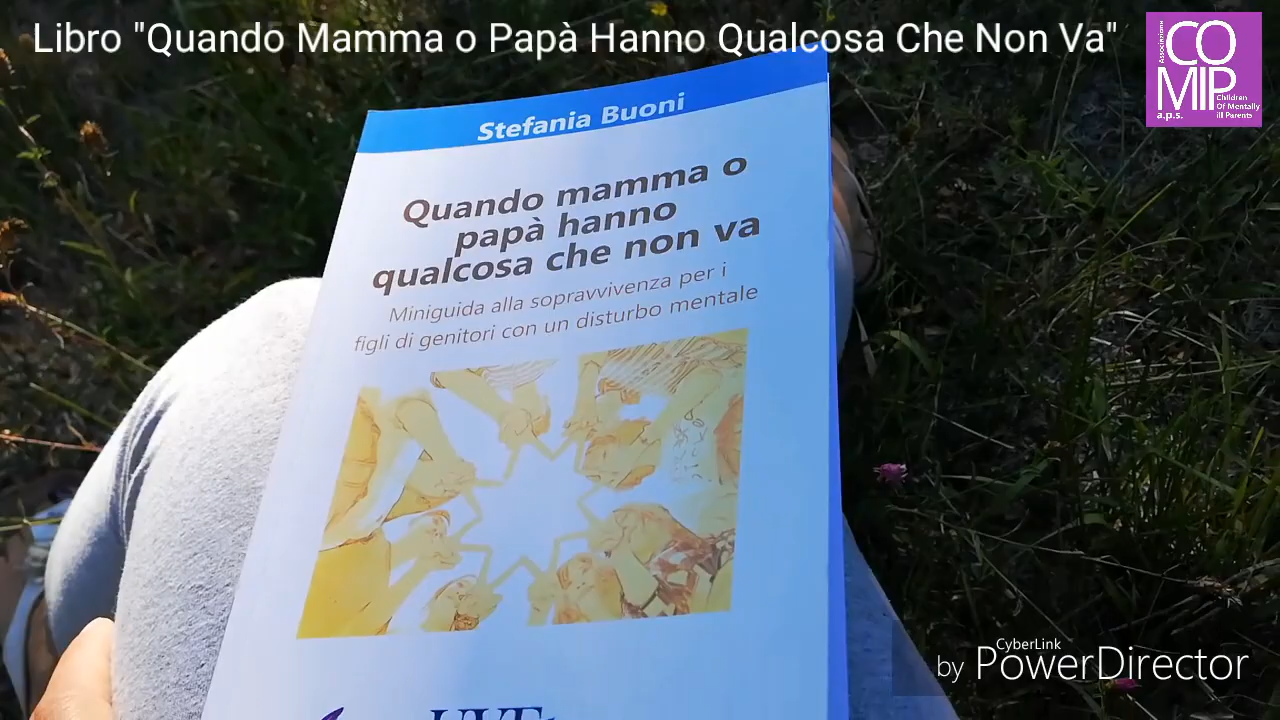 Libro "Quando Mamma o Papà Hanno Qualcosa Che Non Va"
Associazione
CO
MIP
Children
Of Mentally
ill Parents
a.p.s.
Stefania Buoni
Quando mamma o
papà hanno
qualcosa che non va
Miniguida alla sopravvivenza per i
figli di genitori con un disturbo mentale
CyberLink
by PowerDirector